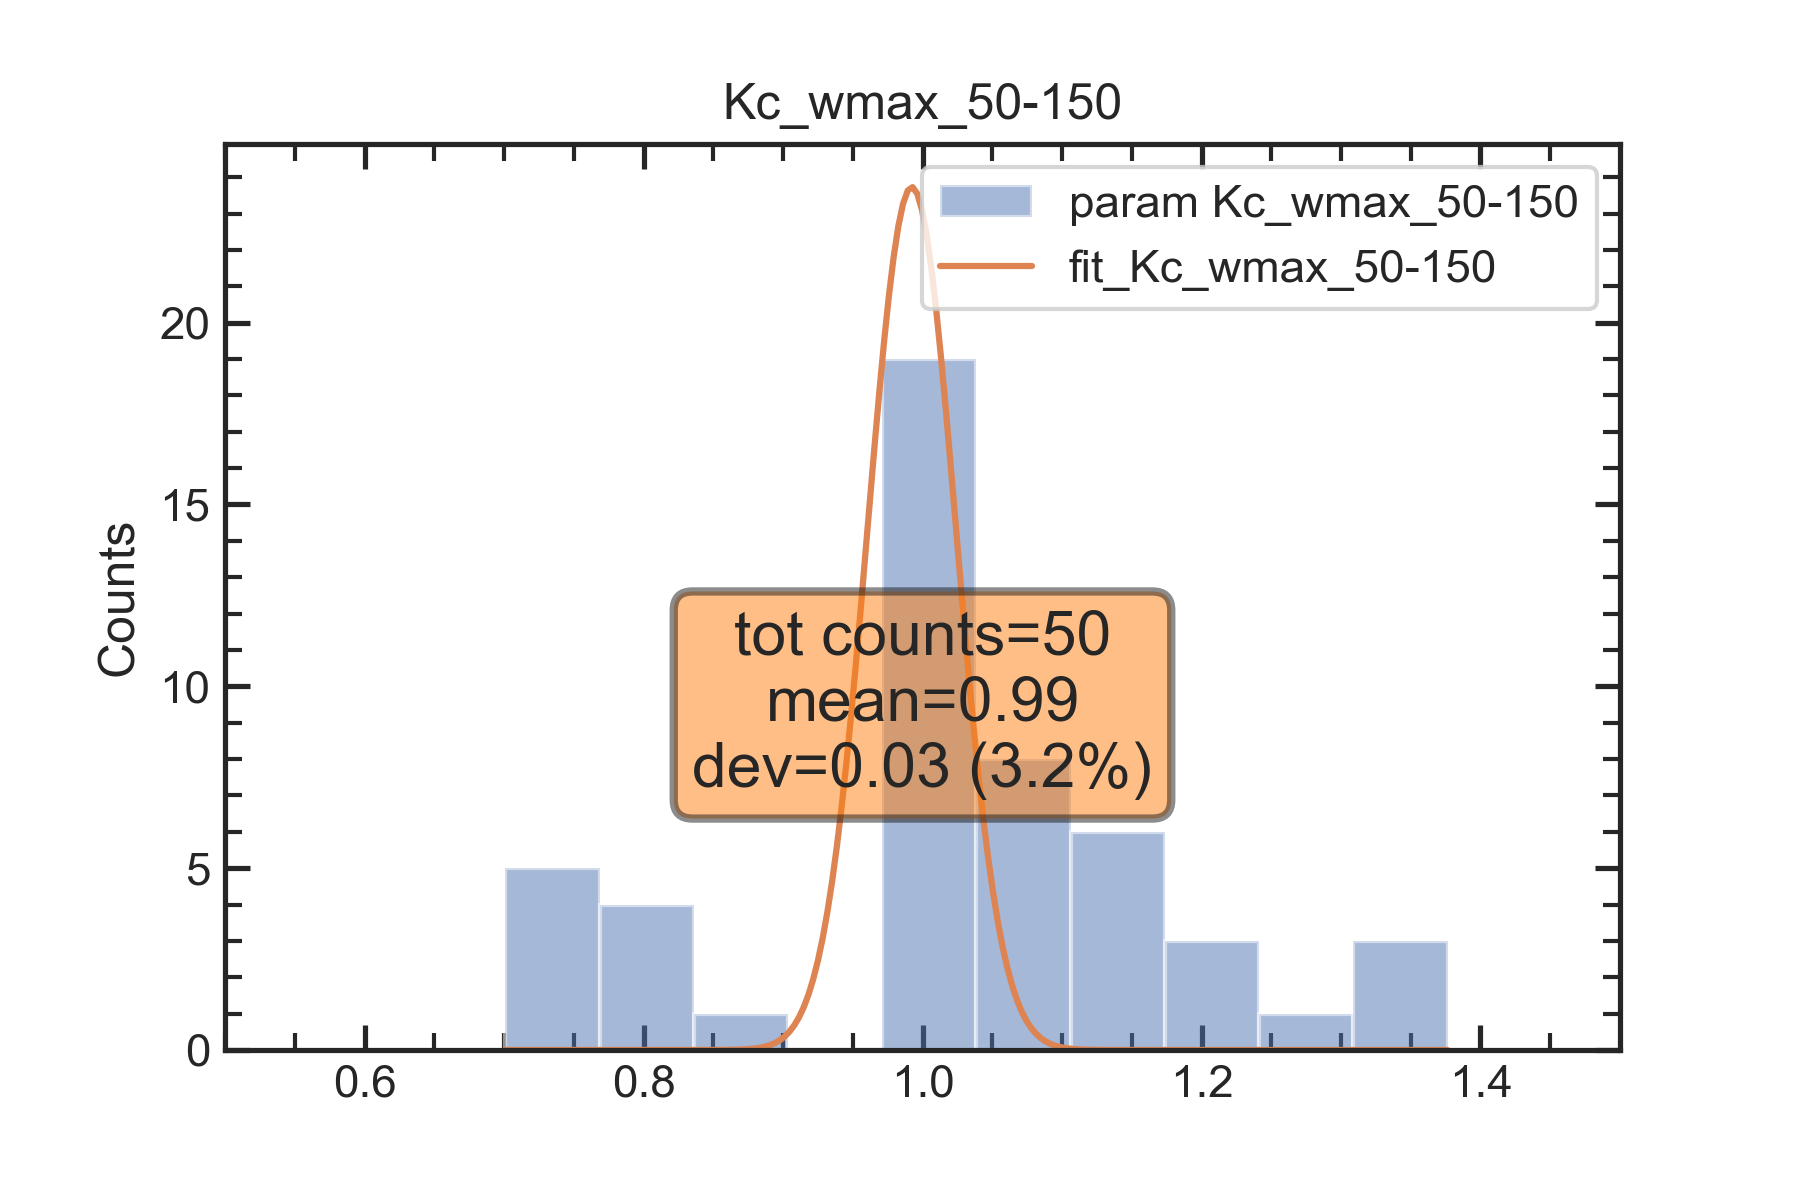 Kc_wmax_50-150
param Kc_wmax_50-150
fit_Kc_wmax_50-150
Counts
20
15
10
5
0
tot counts=50
mean=0.99
dev=0.03 (3.2%)
0.6 0.8 1.0 1.2 1.4